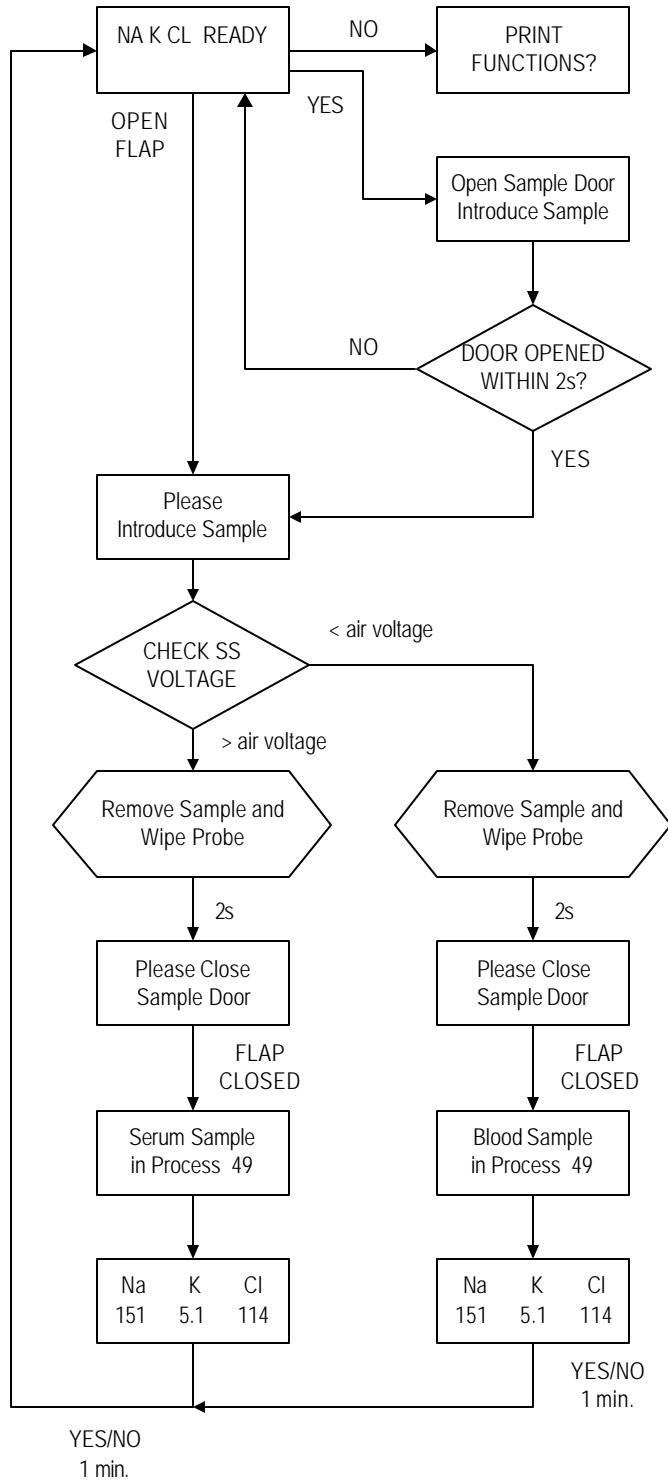 NA K CL READY
NO
PRINT
FUNCTIONS?
YES
OPEN
FLAP
Open Sample Door
Introduce Sample
NO
DOOR OPENED
WITHIN 2s?
YES
Please
Introduce Sample
< air voltage
CHECK SS
VOLTAGE
> air voltage
Remove Sample and
Wipe Probe
Remove Sample and
Wipe Probe
2s
2s
Please Close
Sample Door
Please Close
Sample Door
FLAP
CLOSED
FLAP
CLOSED
Serum Sample
in Process 49
Blood Sample
in Process 49
Na K Cl
151 5.1 114
Na K Cl
151 5.1 114
YES/NO
1 min.
YES/NO
1 min.